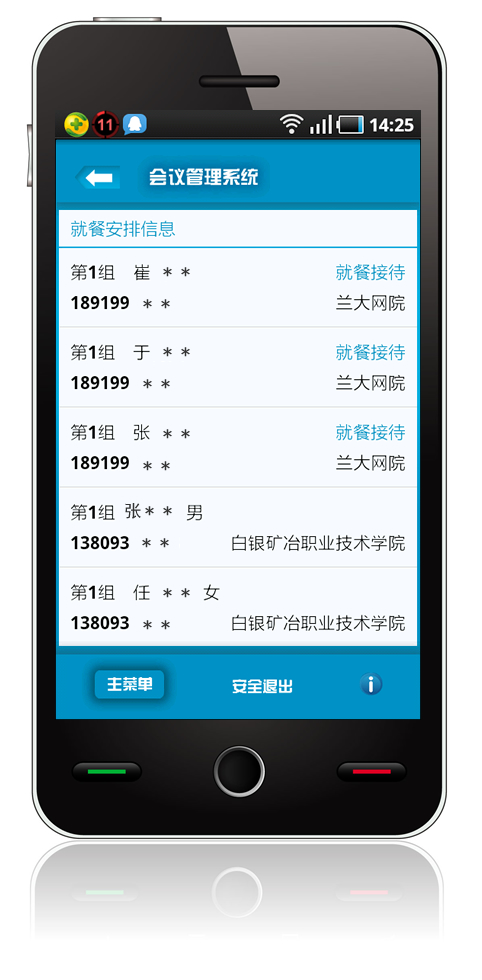 11 14:25
会议管理系统
就餐安排信息
第1组 崔 ** 就餐接待
189199 ** 兰大网院
第1组 于 ** 就餐接待
189199 ** 兰大网院
第1组 张 ** 就餐接待
189199 ** 兰大网院
第1组 张** 男
138093 ** 白银矿冶职业技术学院
第1组 任 ** 女
138093 ** 白银矿冶职业技术学院
主菜单 安全退出 i